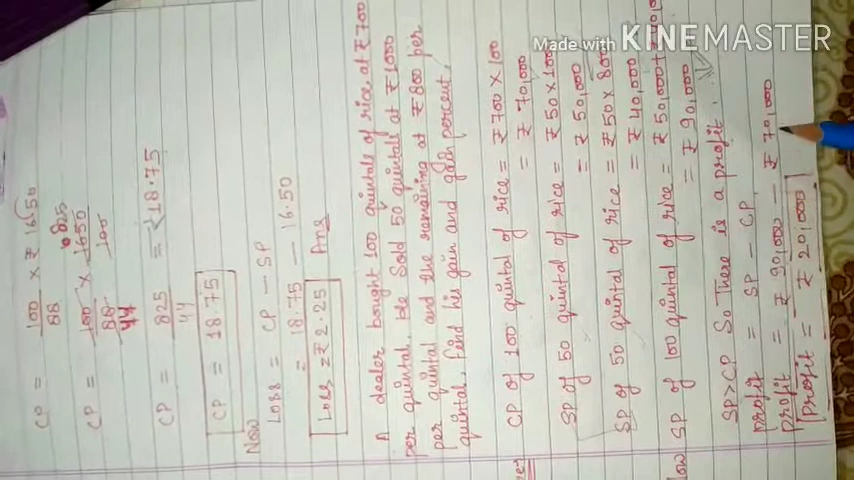 CP = 100/88 × ₹ 16.50
CP = 100/88 × 1650/100
44
825
CP = 825/44 = ₹18.75
CP = 18.75
Now
Loss = CP - SP
= 18.75 - 16.50
Loss = ₹ 2.25 Ans
A dealer bought 100 quintals of rice at ₹700
per quintal. He Sold 50 quintals at ₹1000
per quintal and the remaining at ₹800 per
quintal. Find his gain and gain percent.
CP of 100 quintal of rice = ₹700 × 100
= ₹ 70,000
SP of 50 quintal of rice = ₹50 × 100
= ₹ 50,000
SP of 50 quintal of rice = ₹50 × 800
= ₹ 40,000
Now SP of 100 quintal of rice = ₹ 50,000 +
= ₹ 90,000
SP>CP So There is a profit.
profit = SP - CP
profit = ₹ 90,000 - ₹ 70,000
Profit = ₹ 20,000
Made with KINEMASTER